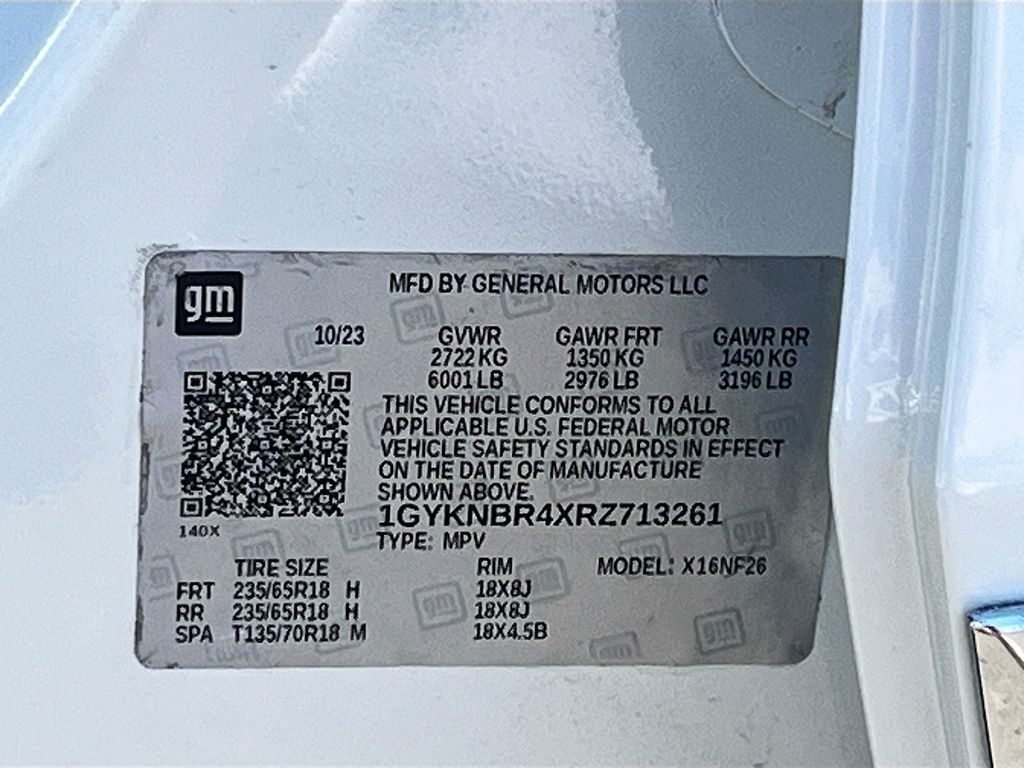 gm
MFD BY GENERAL MOTORS LLC
10/23 GVWR GAWR FRT GAWR RR
2722 KG 1350 KG 1450 KG
6001 LB 2976 LB 3196 LB
THIS VEHICLE CONFORMS TO ALL
APPLICABLE U.S. FEDERAL MOTOR
VEHICLE SAFETY STANDARDS IN EFFECT
ON THE DATE OF MANUFACTURE
SHOWN ABOVE.
140X
1GYKNBR4XRZ713261
TYPE: MPV
TIRE SIZE RIM MODEL: X16NF26
FRT 235/65R18 H 18X8J
RR 235/65R18 H 18X8J
SPA T135/70R18 M 18X4.5B